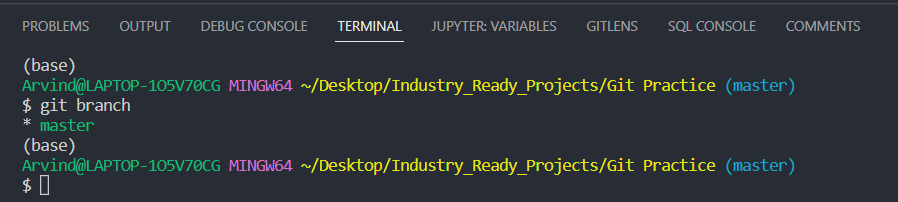 PROBLEMS OUTPUT DEBUG CONSOLE TERMINAL JUPYTER: VARIABLES GITLENS SQL CONSOLE COMMENTS
(base)
Arvind@LAPTOP-1O5V70CG MINGW64 ~/Desktop/Industry_Ready_Projects/Git Practice (master)
$ git branch
* master
(base)
Arvind@LAPTOP-1O5V70CG MINGW64 ~/Desktop/Industry_Ready_Projects/Git Practice (master)
$